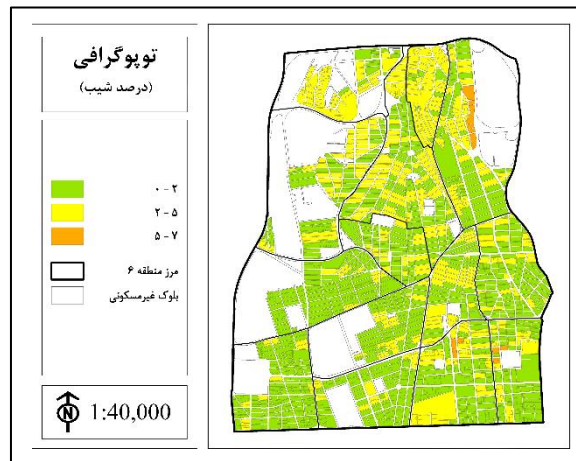 توپوگرافی
(درصد شیب)
۰ - ۲
۲ - ۵
۵ - ۷
مرز منطقه ۶
بلوک غیرمسکونی
N
1:40,000